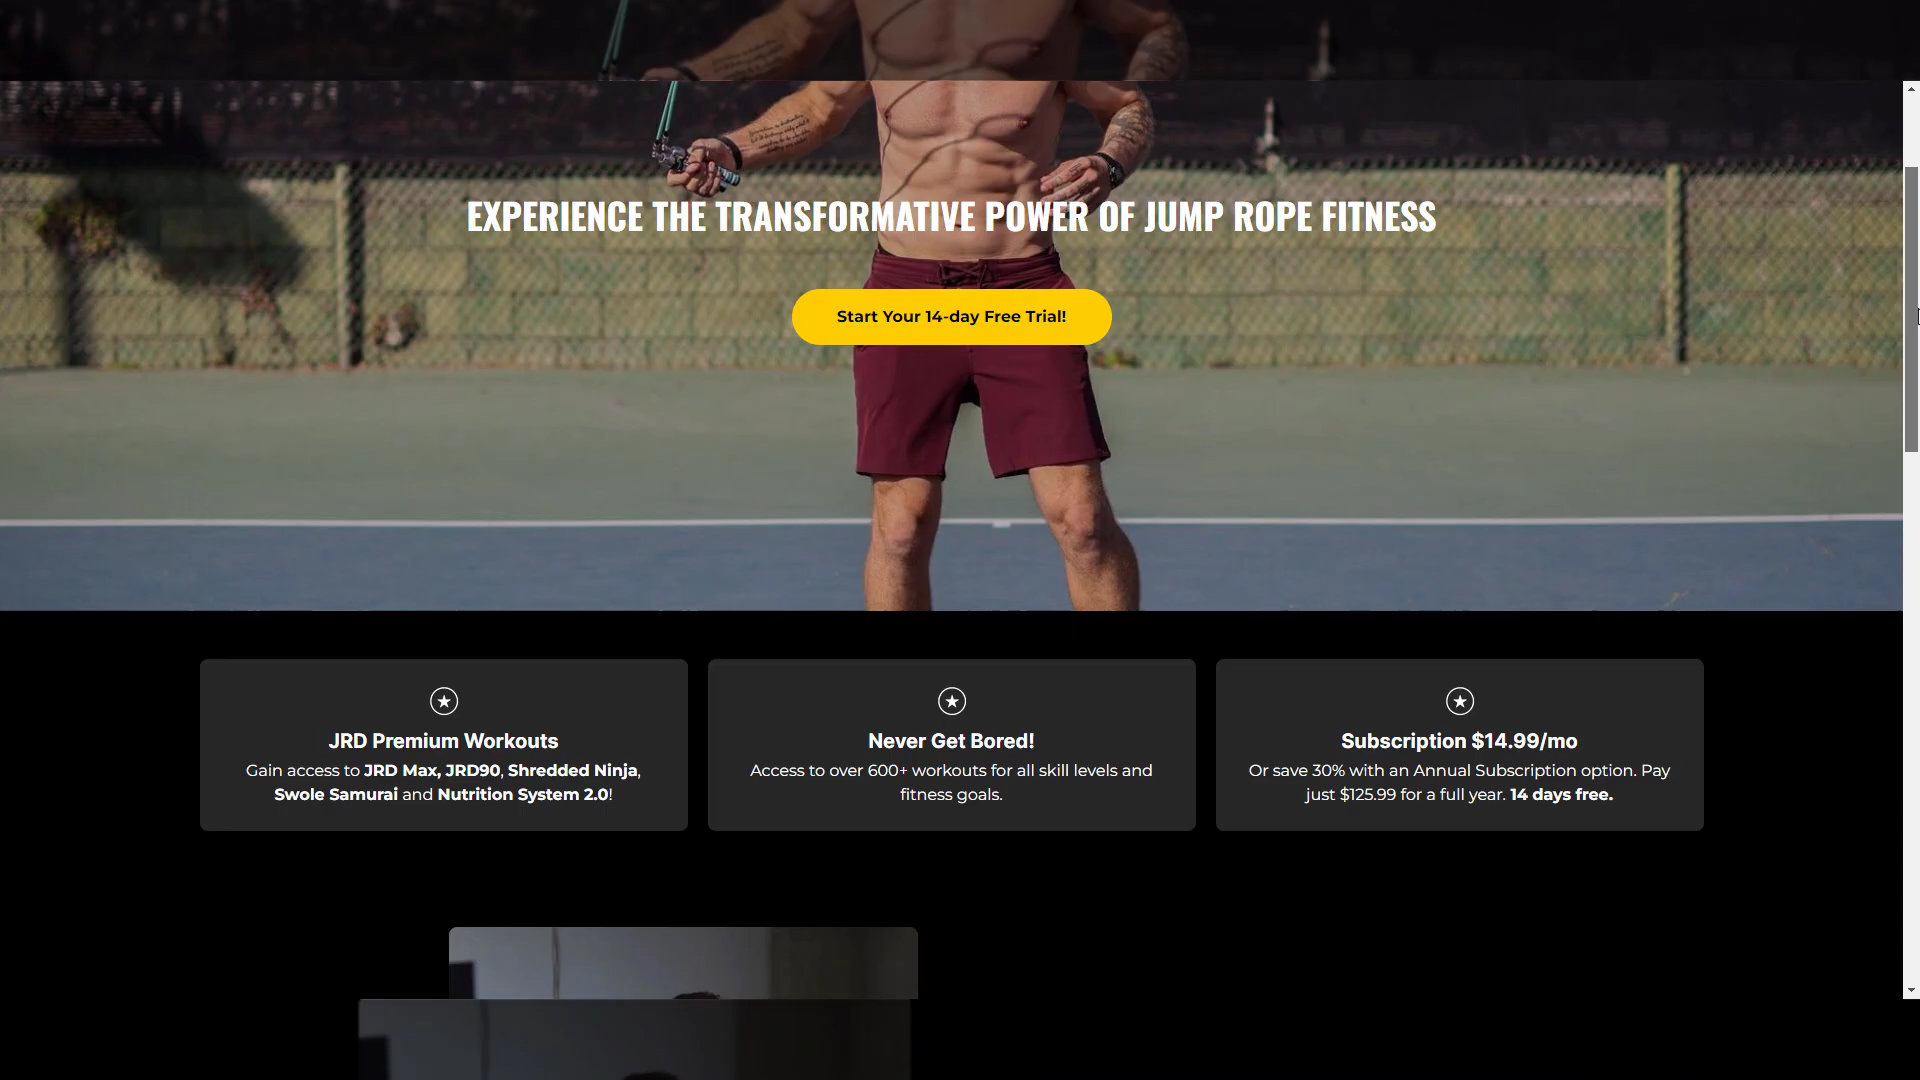 EXPERIENCE THE TRANSFORMATIVE POWER OF JUMP ROPE FITNESS
Start Your 14-day Free Trial!
JRD Premium Workouts
Gain access to JRD Max, JRD90, Shredded Ninja,
Swole Samurai and Nutrition System 2.0!
Never Get Bored!
Access to over 600+ workouts for all skill levels and
fitness goals.
Subscription $14.99/mo
Or save 30% with an Annual Subscription option. Pay
just $125.99 for a full year. 14 days free.